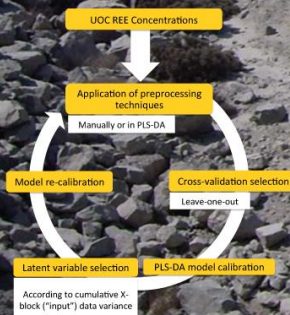 UOC REE Concentrations
Application of preprocessing
techniques
Manually or in PLS-DA
Cross-validation selection
Leave-one-out
PLS-DA model calibration
Latent variable selection
According to cumulative X-
block ("input") data variance
Model re-calibration